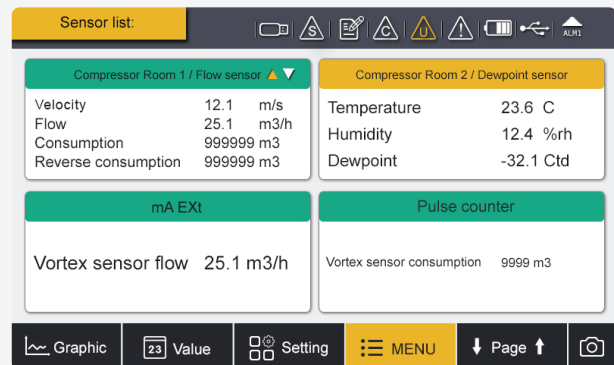 Sensor list:
S C U ! ALM1
Compressor Room 1 / Flow sensor
Velocity 12.1 m/s
Flow 25.1 m3/h
Consumption 999999 m3
Reverse consumption 999999 m3
Compressor Room 2 / Dewpoint sensor
Temperature 23.6 C
Humidity 12.4 %rh
Dewpoint -32.1 Ctd
mA EXt
Vortex sensor flow 25.1 m3/h
Pulse counter
Vortex sensor consumption 9999 m3
Graphic 23 Value Setting MENU Page